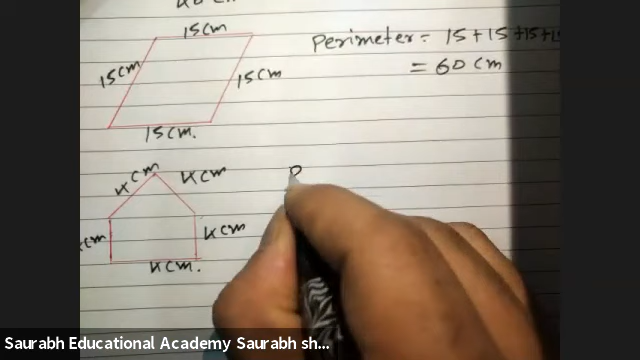 15cm
Perimeter = 15+15+15+
15cm
15cm
= 60 cm
15cm.
4cm
4cm
cm
4cm
4cm.
P
Saurabh Educational Academy Saurabh sh...